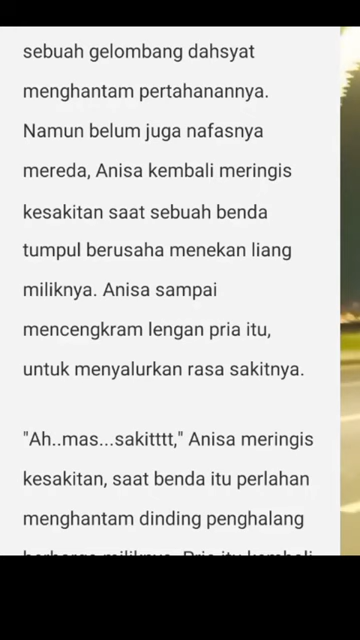 sebuah gelombang dahsyat
menghantam pertahanannya.
Namun belum juga nafasnya
mereda, Anisa kembali meringis
kesakitan saat sebuah benda
tumpul berusaha menekan liang
miliknya. Anisa sampai
mencengkram lengan pria itu,
untuk menyalurkan rasa sakitnya.
"Ah..mas...sakitttt," Anisa meringis
kesakitan, saat benda itu perlahan
menghantam dinding penghalang